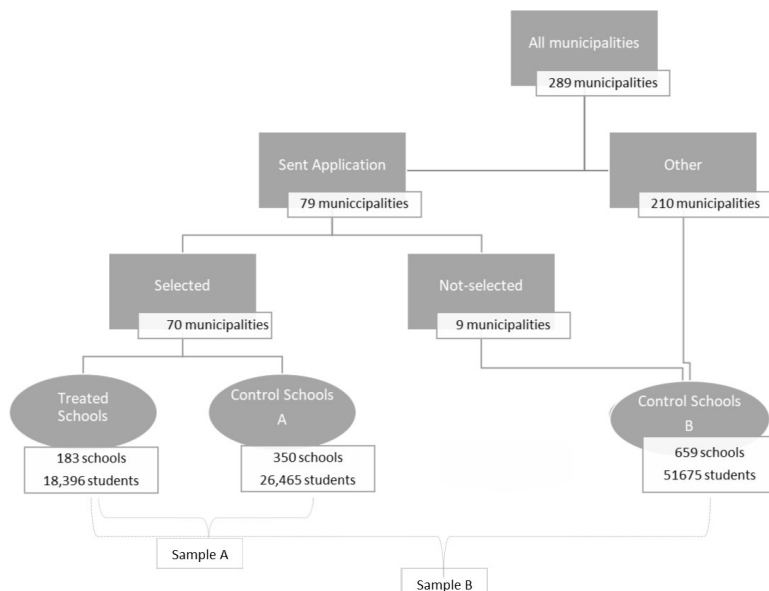 All municipalities
289 municipalities
Sent Application
79 municcipalities
Other
210 municipalities
Selected
70 municipalities
Not-selected
9 municipalities
Treated
Schools
183 schools
18,396 students
Control Schools
A
350 schools
26,465 students
Control Schools
B
659 schools
51675 students
Sample A
Sample B